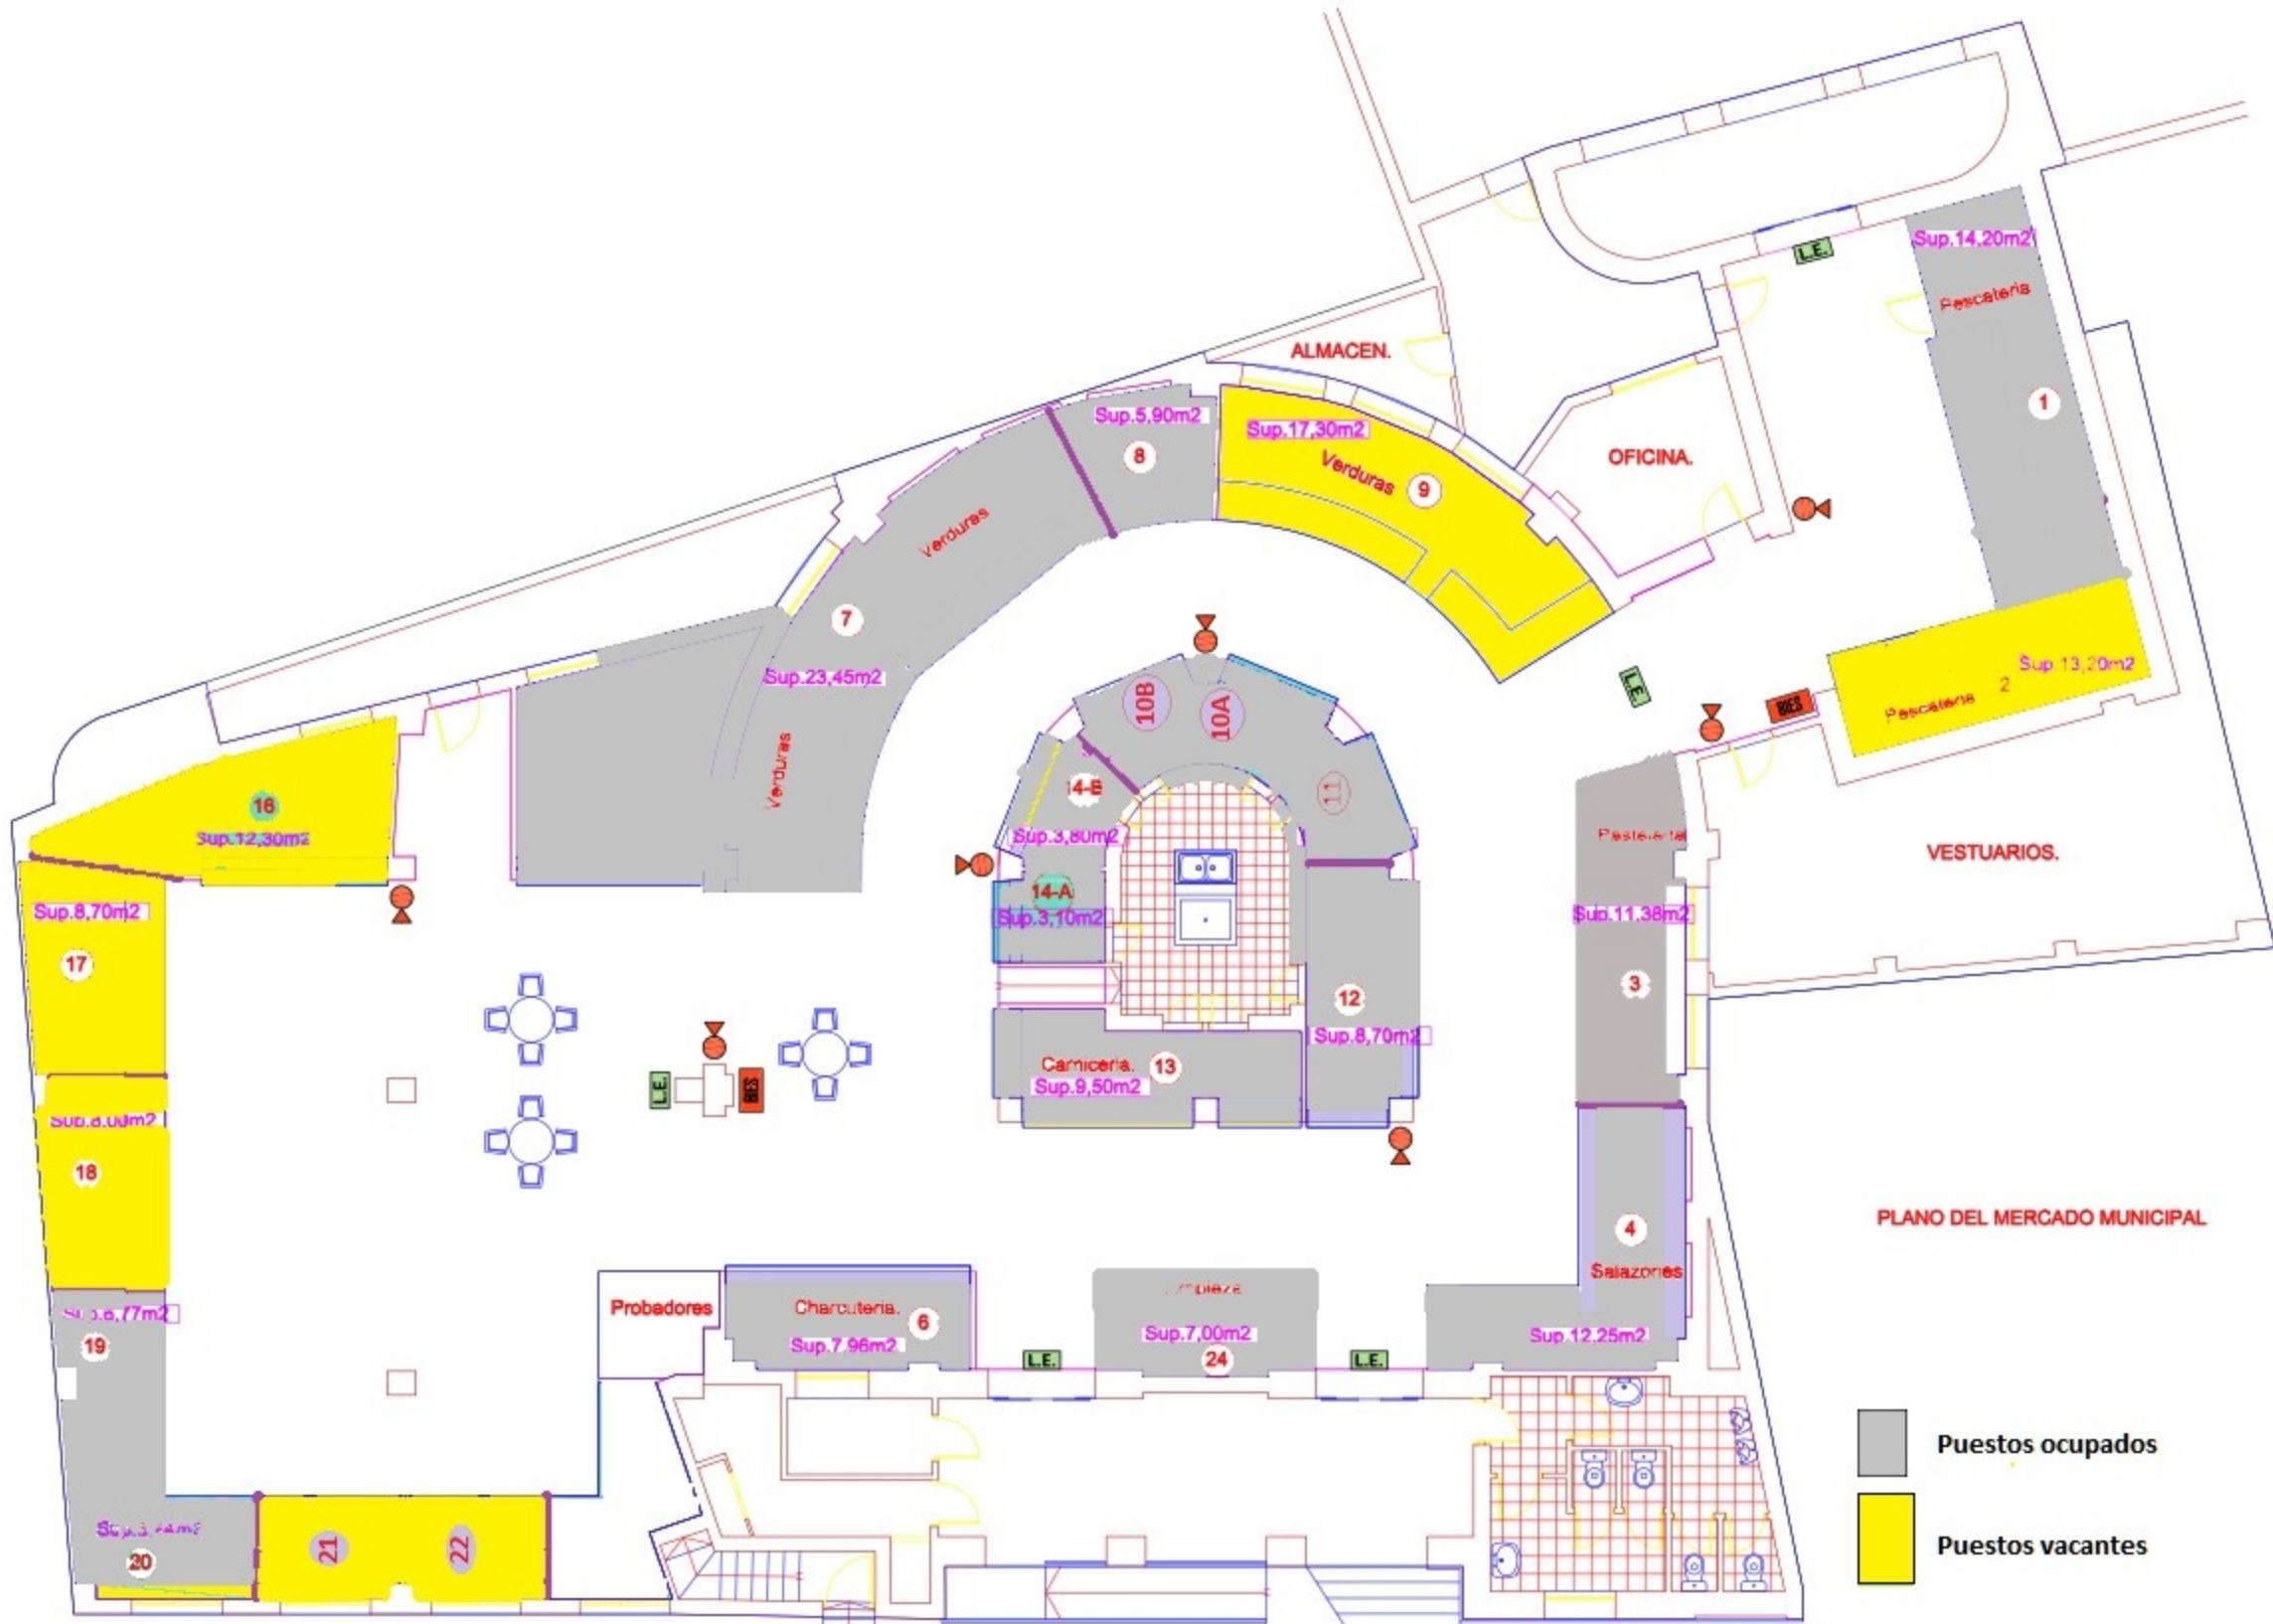 Sup.14,20m2
L.E.
Pescateria
ALMACEN.
1
Sup.5,90m2
Sup.17,30m2
8
Verduras
9
OFICINA.
Verduras
7
Sup.23,45m2
Sup.13,20m2
2
L.E.
BIES
Pescateria
10B
10A
Verduras
14-B
11
16
Sup.12,30m2
Sup.3,80m2
Pasteleria
VESTUARIOS.
14-A
Sup.8,70m2
Sup.3,10m2
Sup.11,38m2
17
3
12
Sup.8,70m2
Carniceria.
13
Sup.9,50m2
L.E.
BIES
Sup.8,00m2
18
4
PLANO DEL MERCADO MUNICIPAL
Salazones
Probadores
Charcuteria.
6
Sup.7,96m2
Sup.7,00m2
24
Sup.12,25m2
19
L.E.
L.E.
Puestos ocupados
20
21
22
Puestos vacantes